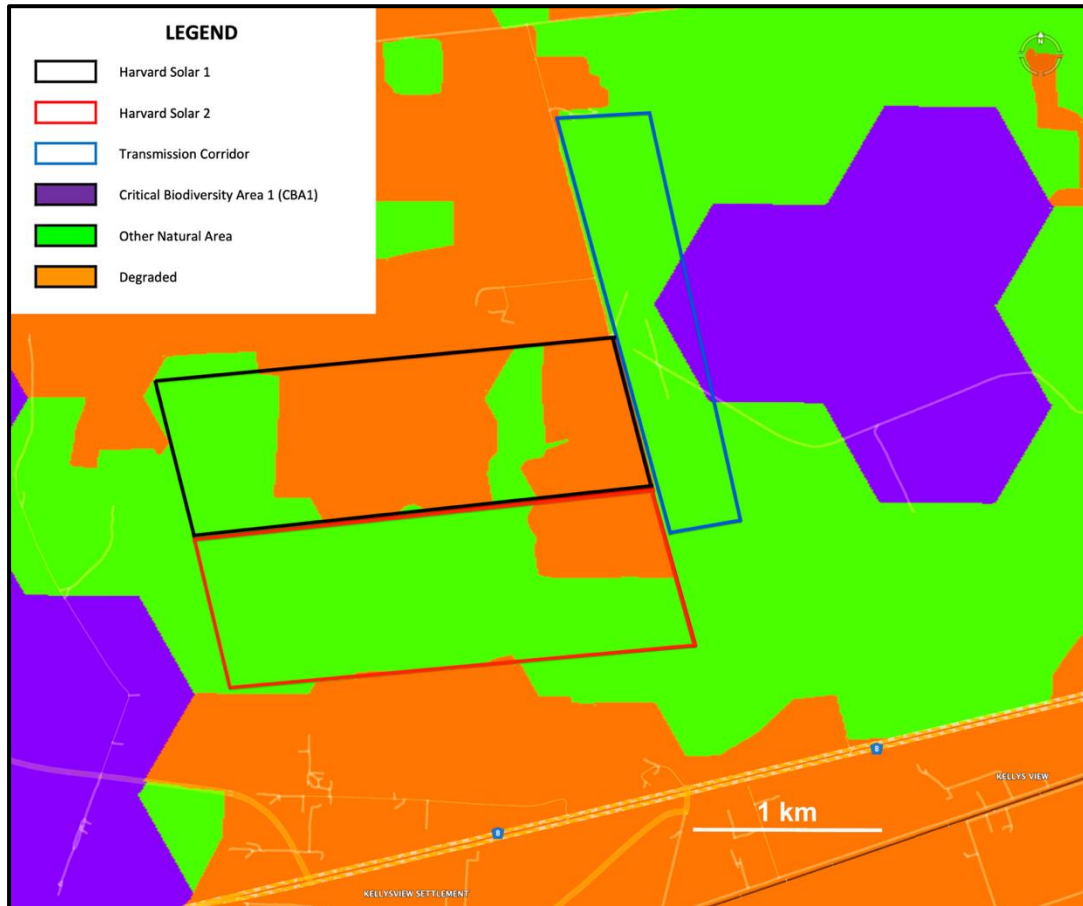 LEGEND
Harvard Solar 1
Harvard Solar 2
Transmission Corridor
Critical Biodiversity Area 1 (CBA1)
Other Natural Area
Degraded
N
8
KELLYS VIEW
1 km
8
KELLYSVIEW SETTLEMENT